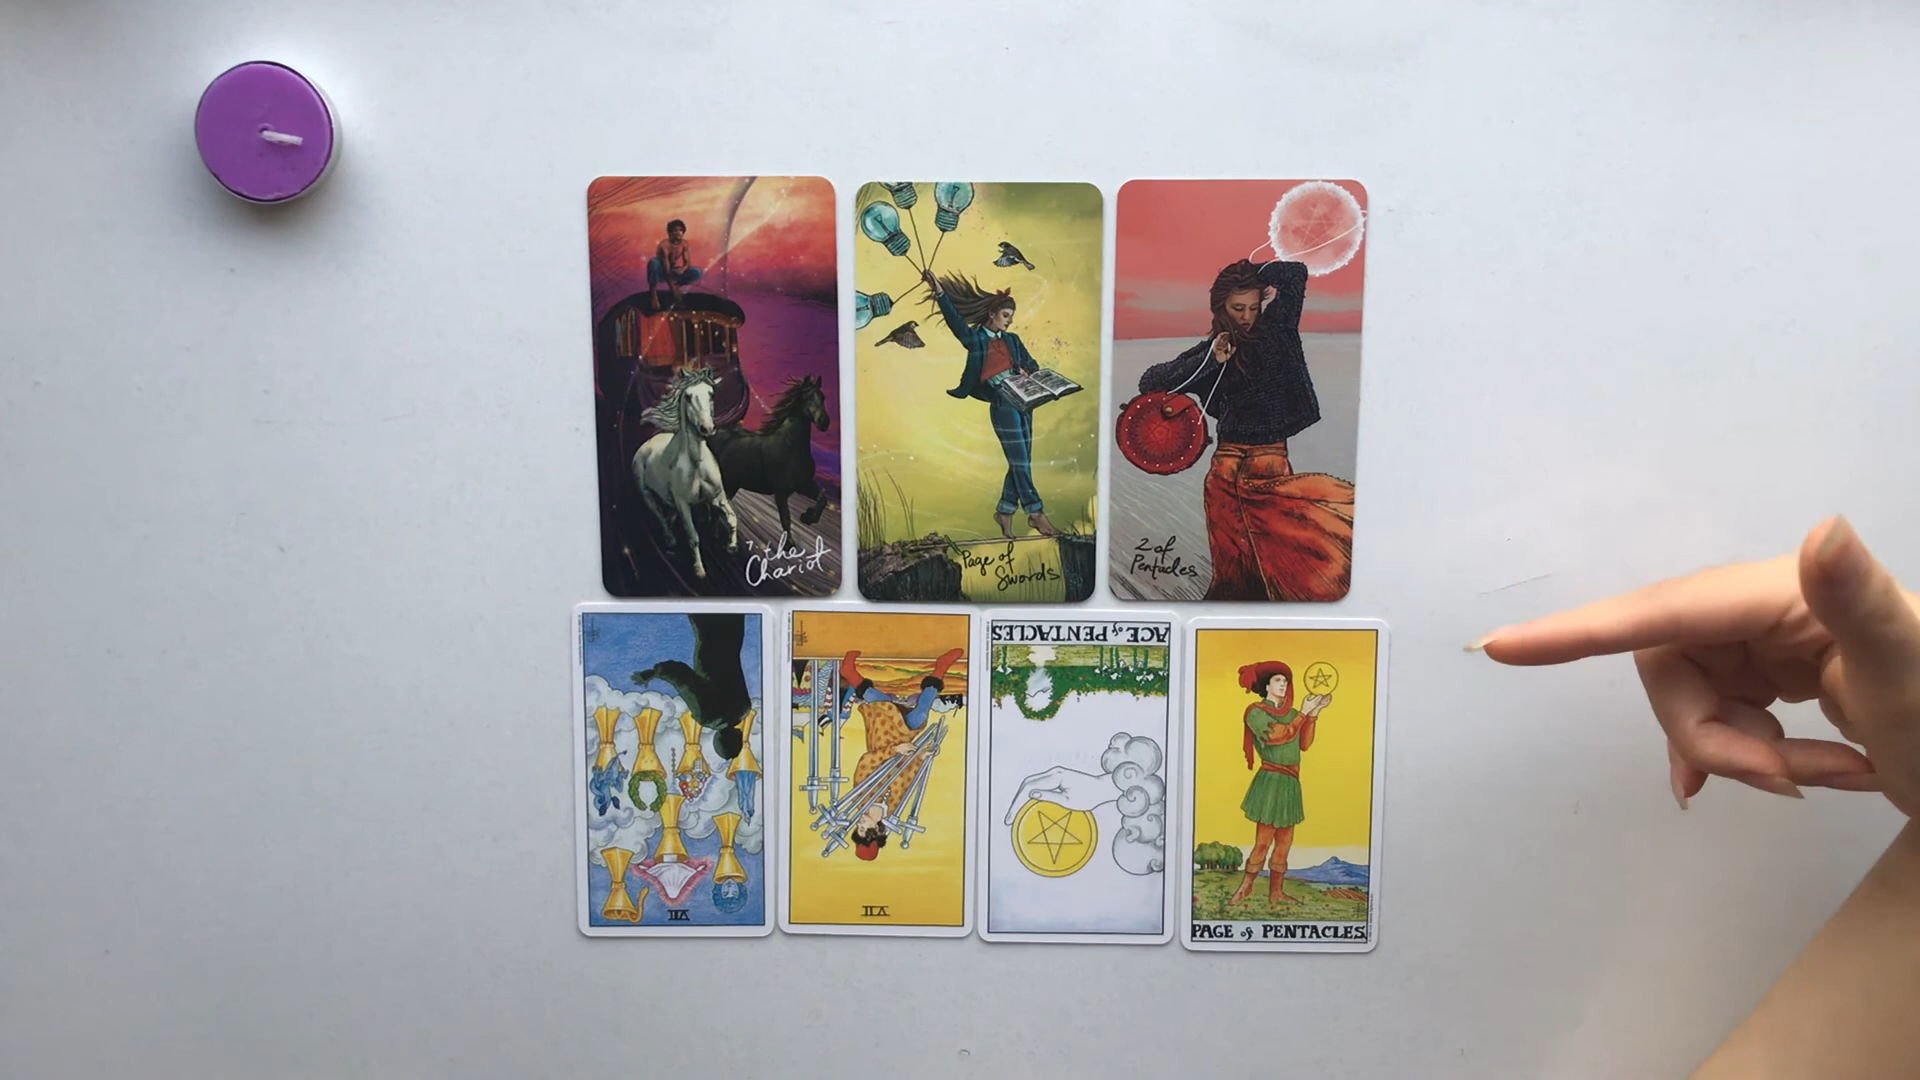 7. the
Chariot
Page of
Swords
2 of
Pentacles
VII
VII
ACE of PENTACLES
PAGE of PENTACLES